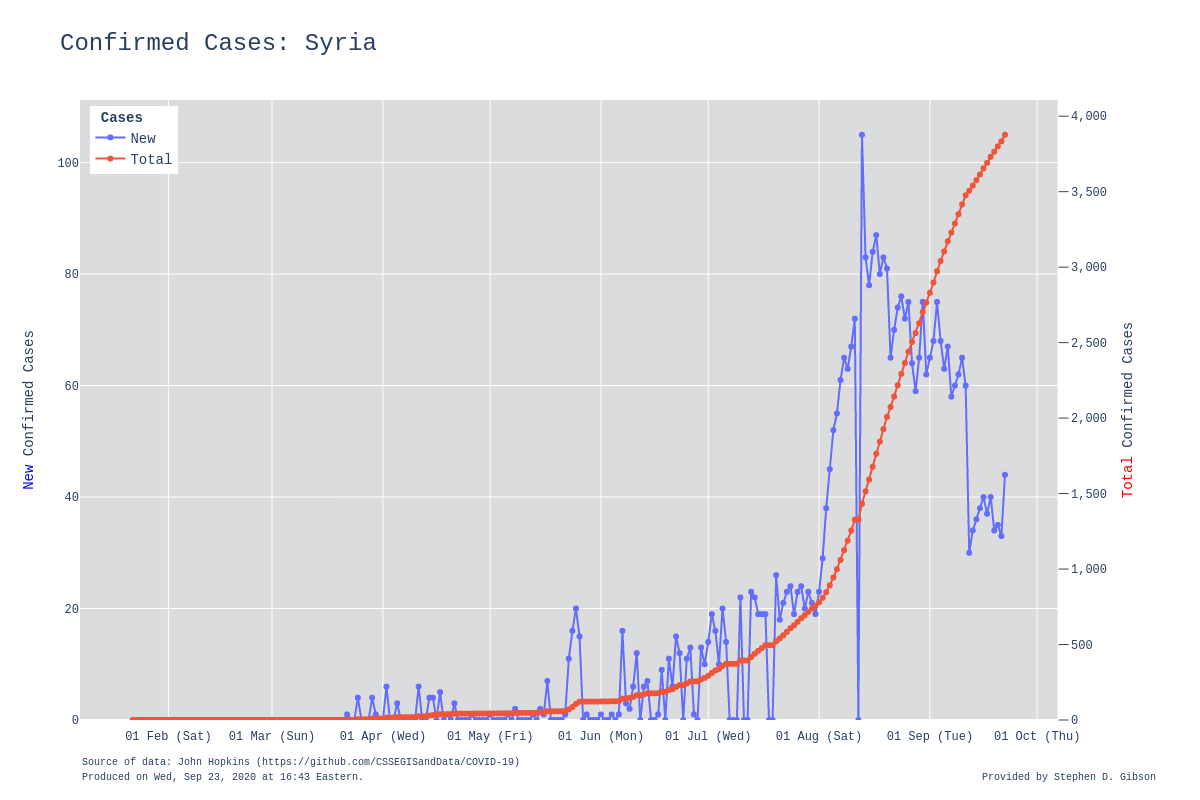 Confirmed Cases: Syria
Cases
New
Total
100
80
60
40
20
0
4,000
3,500
3,000
2,500
2,000
1,500
1,000
500
0
New Confirmed Cases
Total Confirmed Cases
01 Feb (Sat) 01 Mar (Sun) 01 Apr (Wed) 01 May (Fri) 01 Jun (Mon) 01 Jul (Wed) 01 Aug (Sat) 01 Sep (Tue) 01 Oct (Thu)
Source of data: John Hopkins (https://github.com/CSSEGISandData/COVID-19)
Produced on Wed, Sep 23, 2020 at 16:43 Eastern.
Provided by Stephen D. Gibson